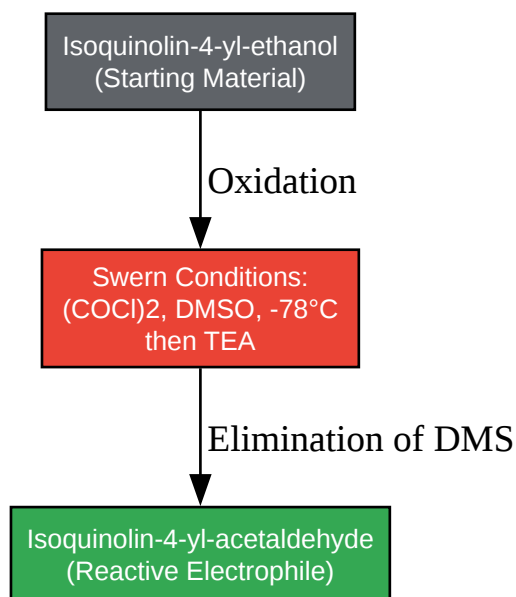 Isoquinolin-4-yl-ethanol
(Starting Material)
Oxidation
Swern Conditions:
(COCl)2, DMSO, -78°C
then TEA
Elimination of DMS
Isoquinolin-4-yl-acetaldehyde
(Reactive Electrophile)